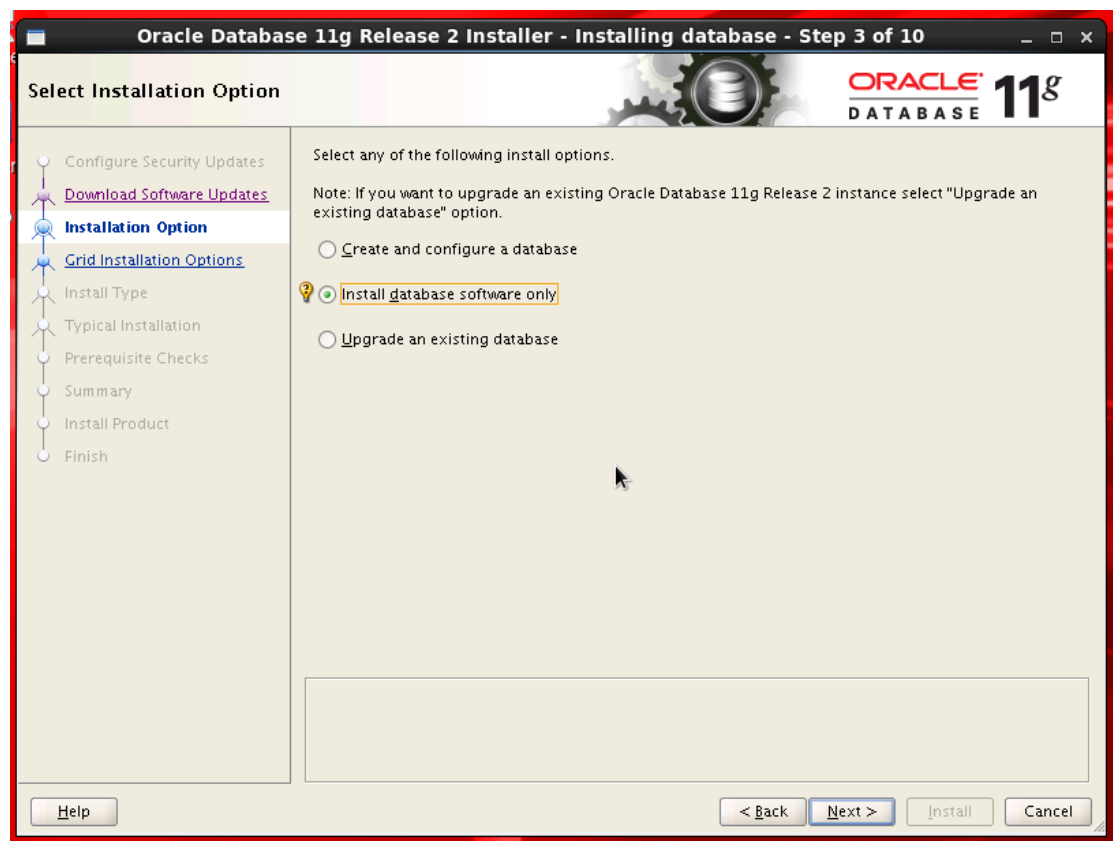 Oracle Database 11g Release 2 Installer - Installing database - Step 3 of 10
Select Installation Option
ORACLE
DATABASE
11g
Configure Security Updates
Download Software Updates
Installation Option
Grid Installation Options
Install Type
Typical Installation
Prerequisite Checks
Summary
Install Product
Finish
Select any of the following install options.
Note: If you want to upgrade an existing Oracle Database 11g Release 2 instance select "Upgrade an
existing database" option.
Create and configure a database
Install database software only
Upgrade an existing database
Help
< Back
Next >
Install
Cancel